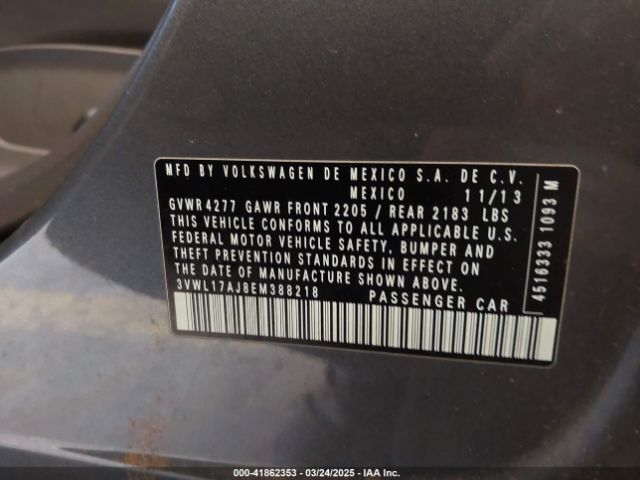 MFD BY VOLKSWAGEN DE MEXICO S.A. DE C.V.
MEXICO 11/13
GVWR 4277 GAWR FRONT 2205 / REAR 2183 LBS
THIS VEHICLE CONFORMS TO ALL APPLICABLE U.S.
FEDERAL MOTOR VEHICLE SAFETY, BUMPER AND
THEFT PREVENTION STANDARDS IN EFFECT ON
THE DATE OF MANUFACTURE SHOWN ABOVE.
3VWL17AJ8EM388218 PASSENGER CAR
4516333 1093 M
000-41862353 - 03/24/2025 - IAA Inc.